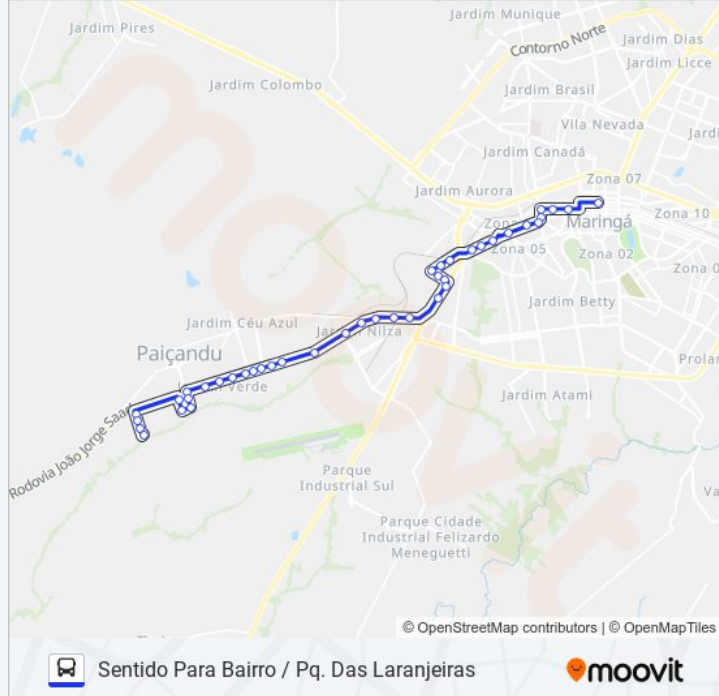 Jardim Munique
Jardim Pires
Contorno Norte
Jardim Dias
Jardim Licce
Jardim Colombo
Jardim Brasil
Vila Nevada
Jardim Canadá
Zona 07
Jardim Aurora
Zona 10
Maringá
Zona 05
Zona 02
Jardim Betty
Jardim Céu Azul
Paiçandu
Jardim Atami
Rodovia João Jorge Saad
Parque
Industrial Sul
Parque Cidade
Industrial Felizardo
Meneguetti
moovit
© OpenStreetMap contributors | © OpenMapTiles
Sentido Para Bairro / Pq. Das Laranjeiras
moovit